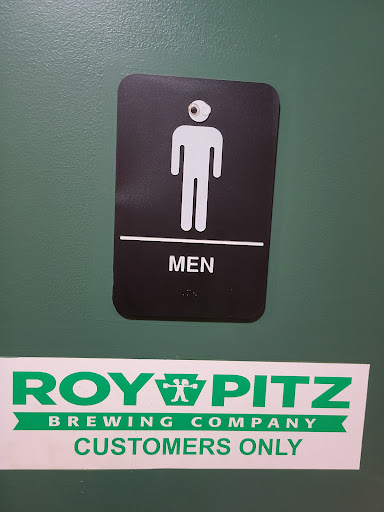 MEN
ROY PITZ
BREWING COMPANY
CUSTOMERS ONLY